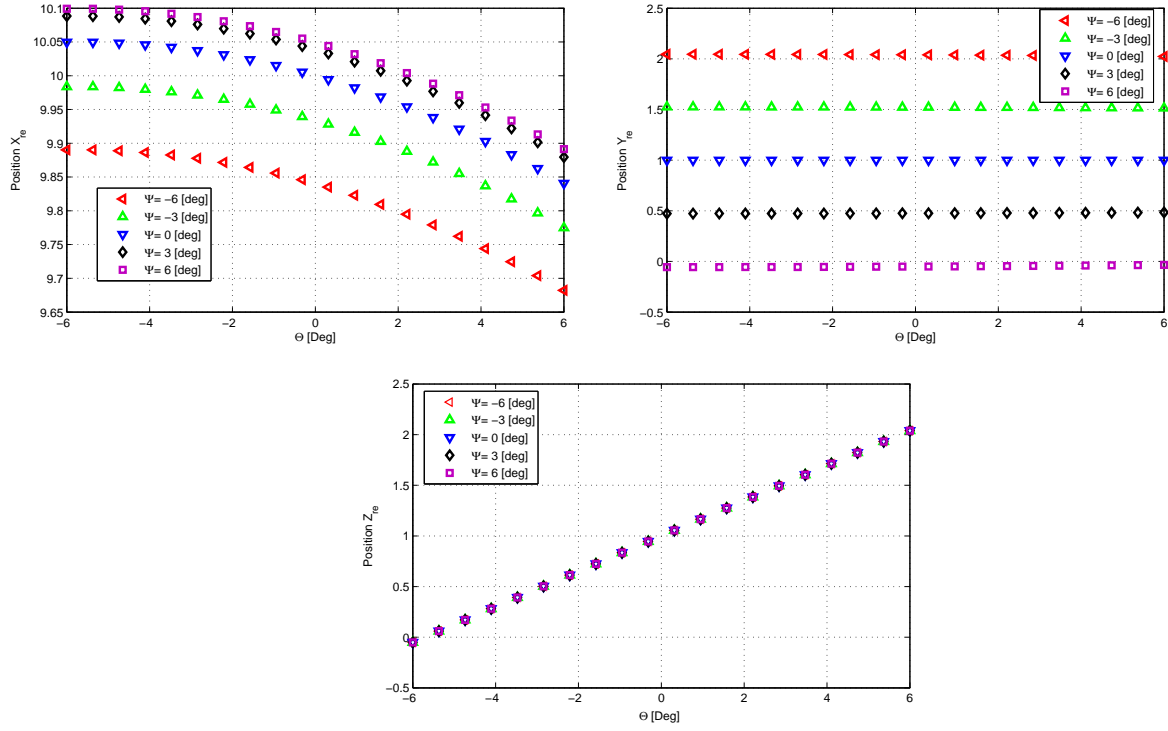 10.1
10.05
10
9.95
9.9
9.85
9.8
9.75
9.7
9.65
Position X_re
Ψ= −6 [deg]
Ψ= −3 [deg]
Ψ= 0 [deg]
Ψ= 3 [deg]
Ψ= 6 [deg]
−6 −4 −2 0 2 4 6
Θ [Deg]
2.5
2
1.5
1
0.5
0
−0.5
Position Y_re
Ψ= −6 [deg]
Ψ= −3 [deg]
Ψ= 0 [deg]
Ψ= 3 [deg]
Ψ= 6 [deg]
−6 −4 −2 0 2 4 6
Θ [Deg]
2.5
2
1.5
1
0.5
0
−0.5
Position Z_re
Ψ= −6 [deg]
Ψ= −3 [deg]
Ψ= 0 [deg]
Ψ= 3 [deg]
Ψ= 6 [deg]
−6 −4 −2 0 2 4 6
Θ [Deg]